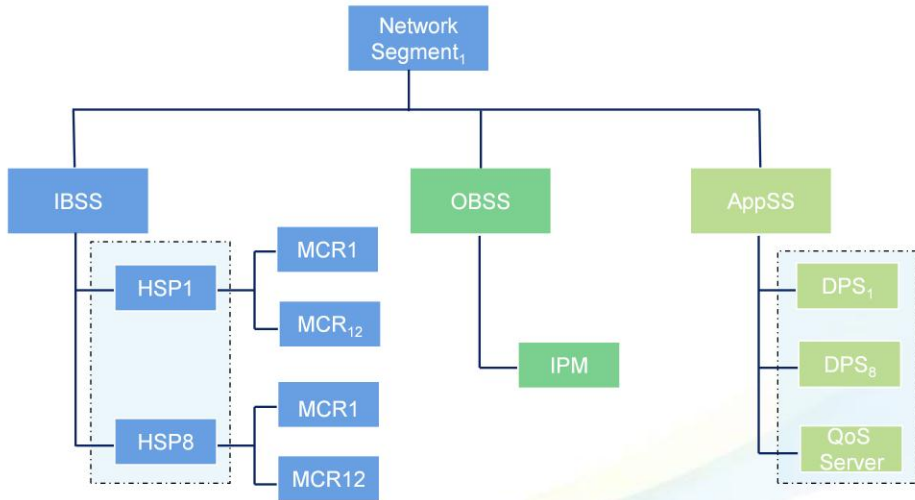 Network
Segment₁
IBSS
OBSS
AppSS
HSP1
MCR1
MCR₁₂
HSP8
MCR1
MCR12
IPM
DPS₁
DPS₈
QoS
Server